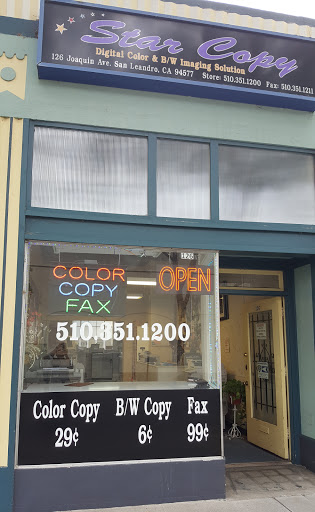 Star Copy
Digital Color & B/W Imaging Solution
126 Joaquin Ave. San Leandro, CA 94577 Store: 510.351.1200 Fax: 510.351.1211
126
COLOR
COPY
FAX
OPEN
510.351.1200
Color Copy B/W Copy Fax
29¢ 6¢ 99¢